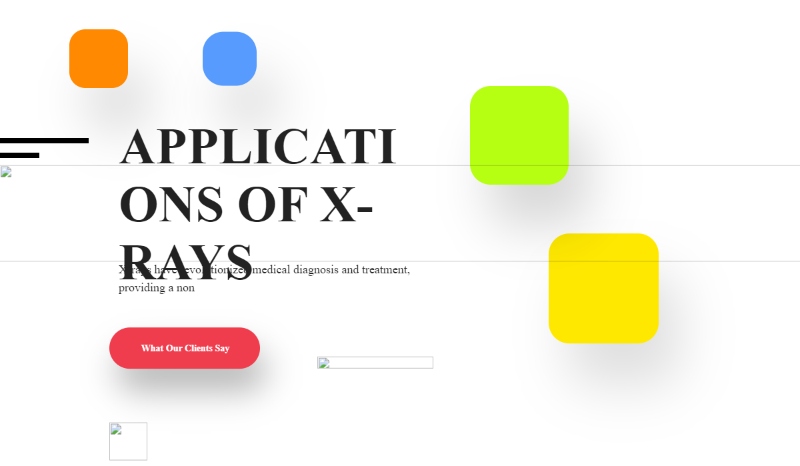 APPLICATI
ONS OF X-
RAYS
X-rays have revolutionized medical diagnosis and treatment,
providing a non
What Our Clients Say